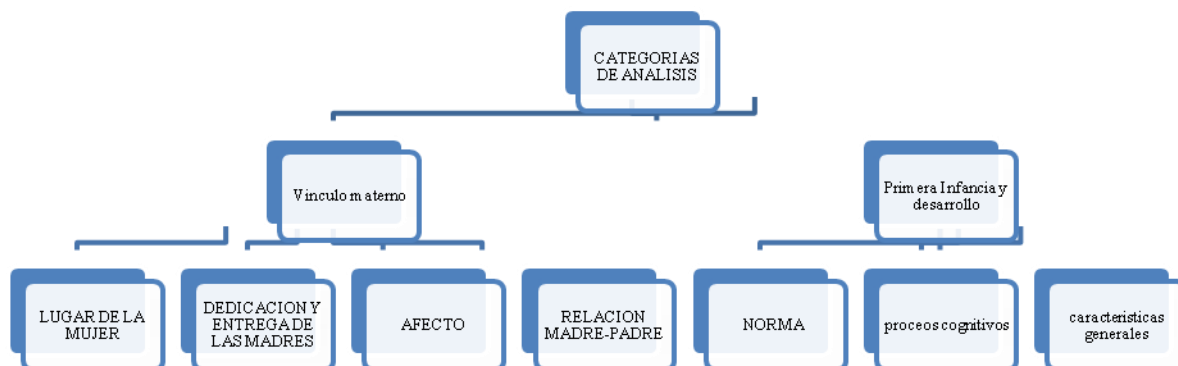 CATEGORIAS
DE ANALISIS
Vinculo materno
Primera Infancia y
desarrollo
LUGAR DE LA
MUJER
DEDICACION Y
ENTREGA DE
LAS MADRES
AFECTO
RELACION
MADRE-PADRE
NORMA
proceos cognitivos
caracteristicas
generales